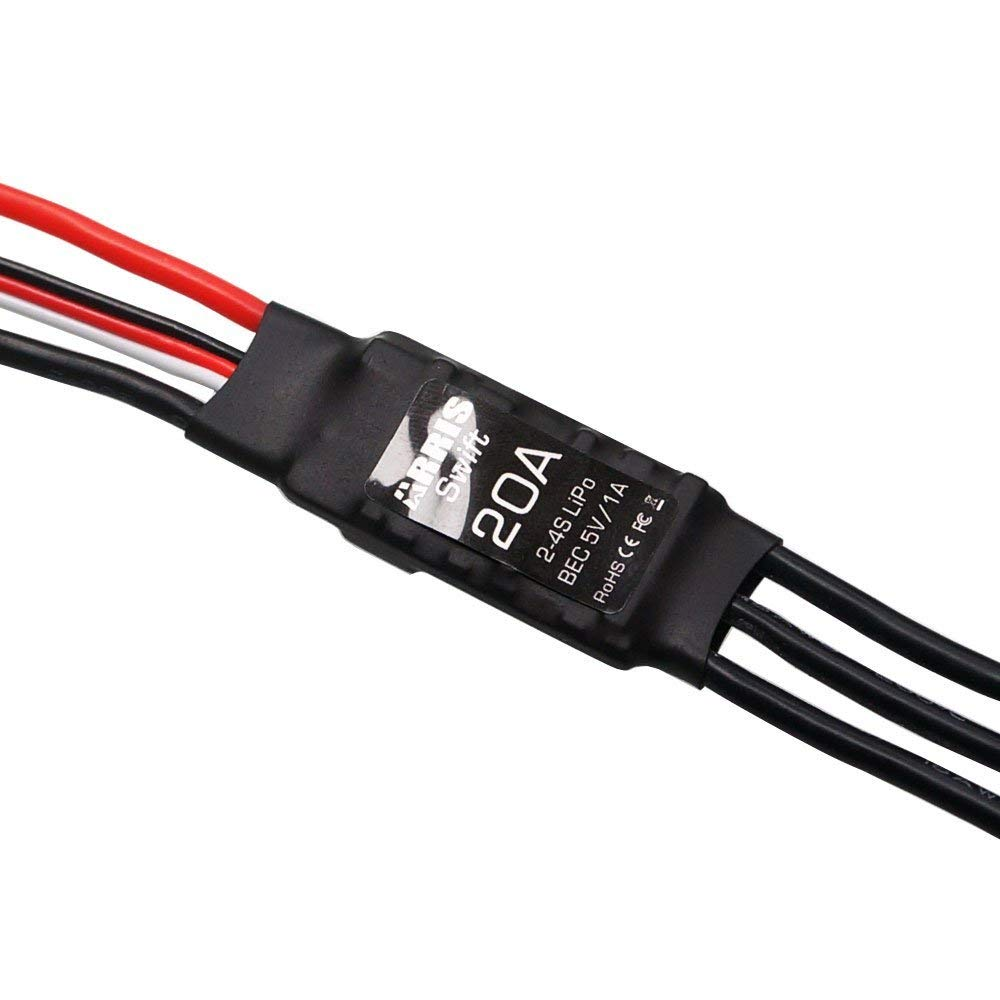 ARRIS
Swift
20A
2-4S LiPo
BEC 5V/1A
RoHS CE FC